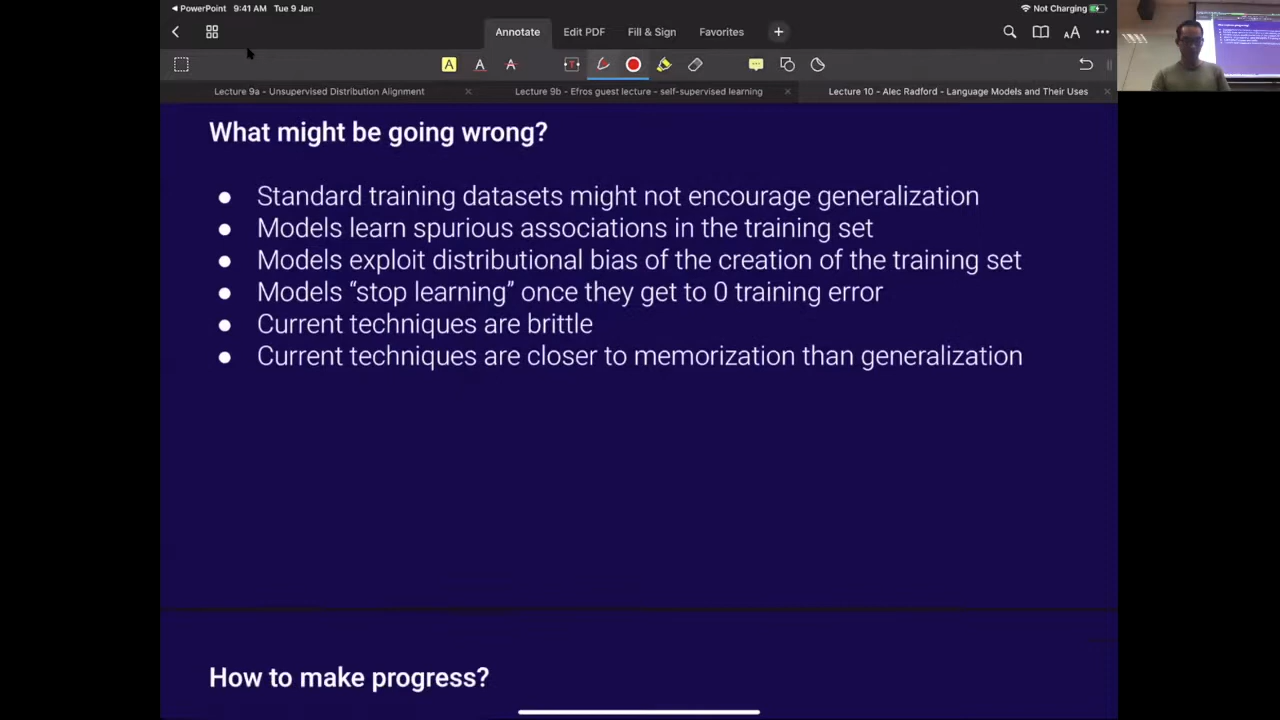 PowerPoint 9:41 AM Tue 9 Jan
Not Charging
Annotate Edit PDF Fill & Sign Favorites
Lecture 9a - Unsupervised Distribution Alignment
Lecture 9b - Efros guest lecture - self-supervised learning
Lecture 10 - Alec Radford - Language Models and Their Uses
What might be going wrong?
● Standard training datasets might not encourage generalization
● Models learn spurious associations in the training set
● Models exploit distributional bias of the creation of the training set
● Models “stop learning” once they get to 0 training error
● Current techniques are brittle
● Current techniques are closer to memorization than generalization
How to make progress?